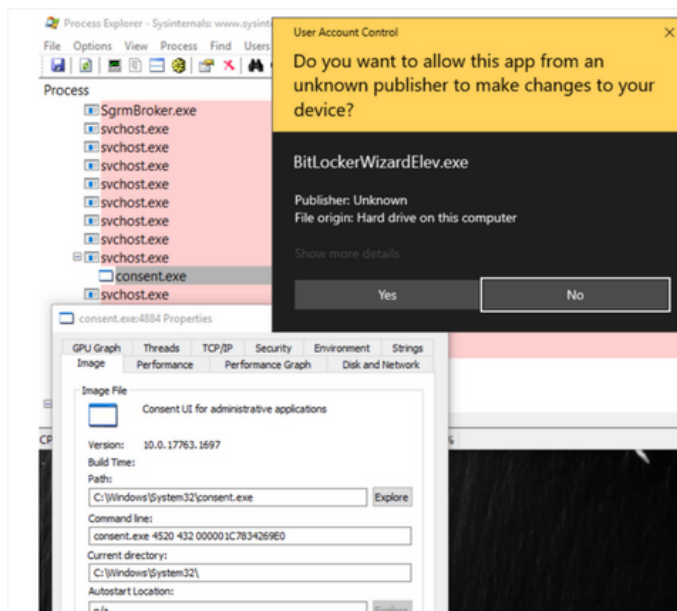 Process Explorer - Sysinternals: www.sysint
File Options View Process Find Users
Process
SgrmBroker.exe
svchost.exe
svchost.exe
svchost.exe
svchost.exe
svchost.exe
svchost.exe
svchost.exe
svchost.exe
consent.exe
svchost.exe
User Account Control
Do you want to allow this app from an
unknown publisher to make changes to your
device?
BitLockerWizardElev.exe
Publisher: Unknown
File origin: Hard drive on this computer
Show more details
Yes No
consent.exe:4884 Properties
GPU Graph Threads TCP/IP Security Environment Strings
Image Performance Performance Graph Disk and Network
Image File
Consent UI for administrative applications
Version: 10.0.17763.1697
Build Time:
Path:
C:\Windows\System32\consent.exe Explore
Command line:
consent.exe 4520 432 000001C7834269E0
Current directory:
C:\Windows\System32\
Autostart Location:
n/a Explore
CP
%